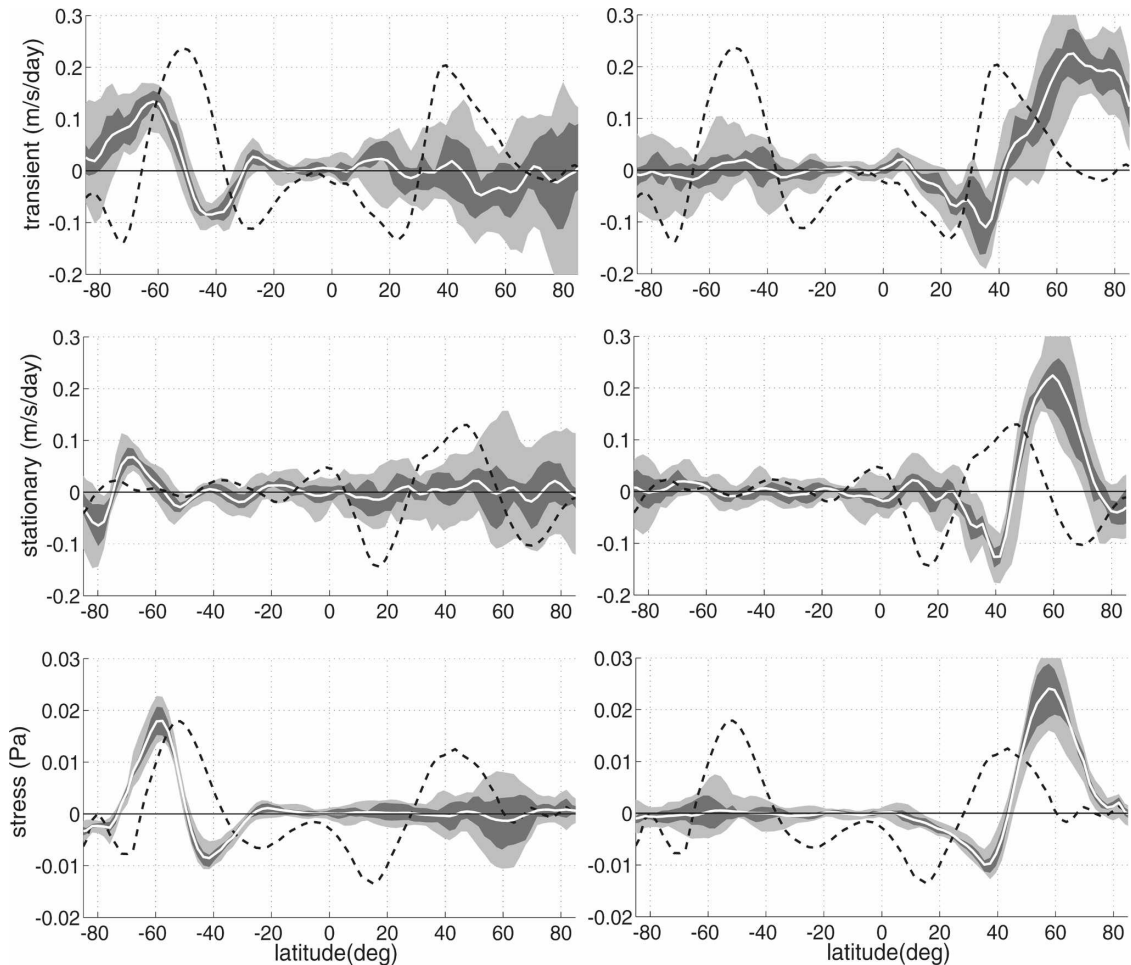 0.3 0.3
0.2 0.2
0.1 0.1
0 0
-0.1 -0.1
-0.2 -0.2
transient (m/s/day)
-80 -60 -40 -20 0 20 40 60 80 -80 -60 -40 -20 0 20 40 60 80
0.3 0.3
0.2 0.2
0.1 0.1
0 0
-0.1 -0.1
-0.2 -0.2
stationary (m/s/day)
-80 -60 -40 -20 0 20 40 60 80 -80 -60 -40 -20 0 20 40 60 80
0.03 0.03
0.02 0.02
0.01 0.01
0 0
-0.01 -0.01
-0.02 -0.02
stress (Pa)
-80 -60 -40 -20 0 20 40 60 80 -80 -60 -40 -20 0 20 40 60 80
latitude(deg) latitude(deg)